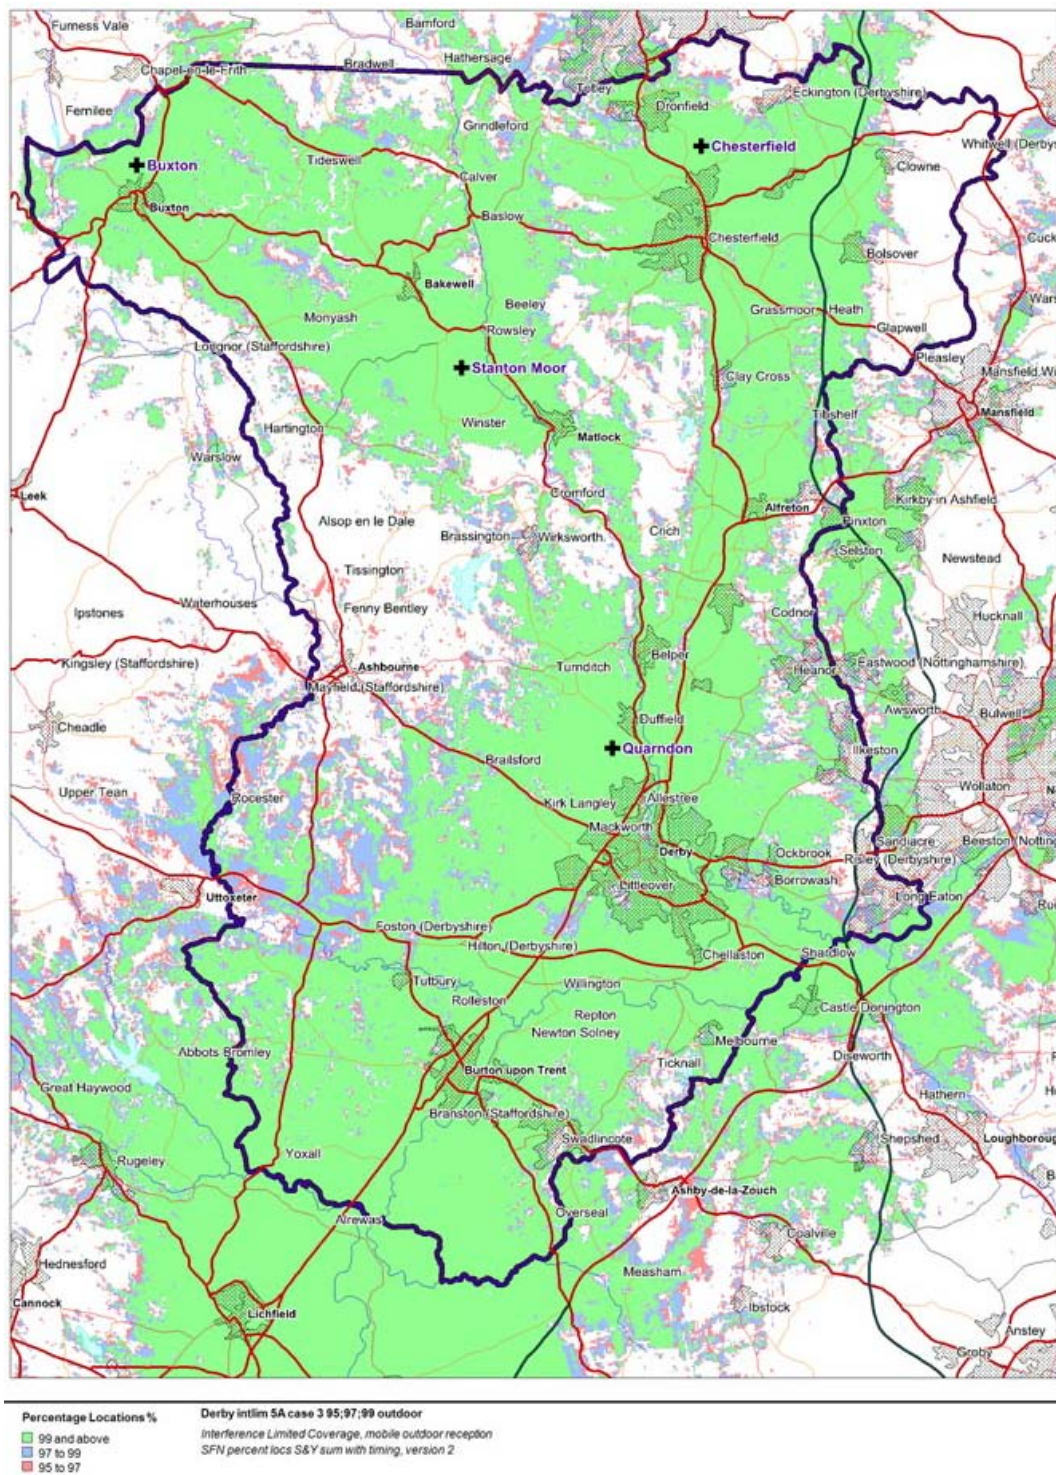 Furness Vale
Bamford
Hathersage
Bradwell
Chapel-en-le-Frith
Totley
Eckington (Derbyshire)
Dronfield
Fernilee
Grindleford
Chesterfield
Whitwell (Derbys
Tideswell
Buxton
Clowne
Calver
Buxton
Baslow
Chesterfield
Cuck
Bolsover
Bakewell
Beeley
Wars
Monyash
Grassmoor
Heath
Rowsley
Glapwell
Longnor (Staffordshire)
Pleasley
Stanton Moor
Clay Cross
Mansfield Wo
Tibshelf
Mansfield
Winster
Hartington
Matlock
Warslow
Leek
Cromford
Kirkby in Ashfield
Alfreton
Alsop en le Dale
Pinxton
Brassington
Wirksworth
Crich
Selston
Newstead
Tissington
Waterhouses
Fenny Bentley
Ipstones
Codnor
Hucknall
Kingsley (Staffordshire)
Ashbourne
Turnditch
Belper
Heanor
Eastwood (Nottinghamshire)
Mayfield (Staffordshire)
Awsworth
Bulwell
Cheadle
Duffield
Quarndon
Ilkeston
Brailsford
Wollaton
Upper Tean
Rocester
Kirk Langley
Allestree
Mackworth
Derby
Sandiacre
Beeston (Notting
Ockbrook
Risley (Derbyshire)
Littleover
Borrowash
Uttoxeter
Long Eaton
Foston (Derbyshire)
Hilton (Derbyshire)
Chellaston
Shardlow
Tutbury
Willington
Rolleston
Repton
Castle Donington
Newton Solney
Melbourne
Abbots Bromley
Ticknall
Diseworth
Burton upon Trent
Great Haywood
Hathern
Branston (Staffordshire)
Swadlincote
Shepshed
Loughboroug
Yoxall
Rugeley
Ashby-de-la-Zouch
Alrewas
Overseal
Coalville
Hednesford
Measham
Cannock
Lichfield
Ibstock
Anstey
Groby
Percentage Locations %
99 and above
97 to 99
95 to 97
Derby intlim 5A case 3 95;97;99 outdoor
Interference Limited Coverage, mobile outdoor reception
SFN percent locs S&Y sum with timing, version 2